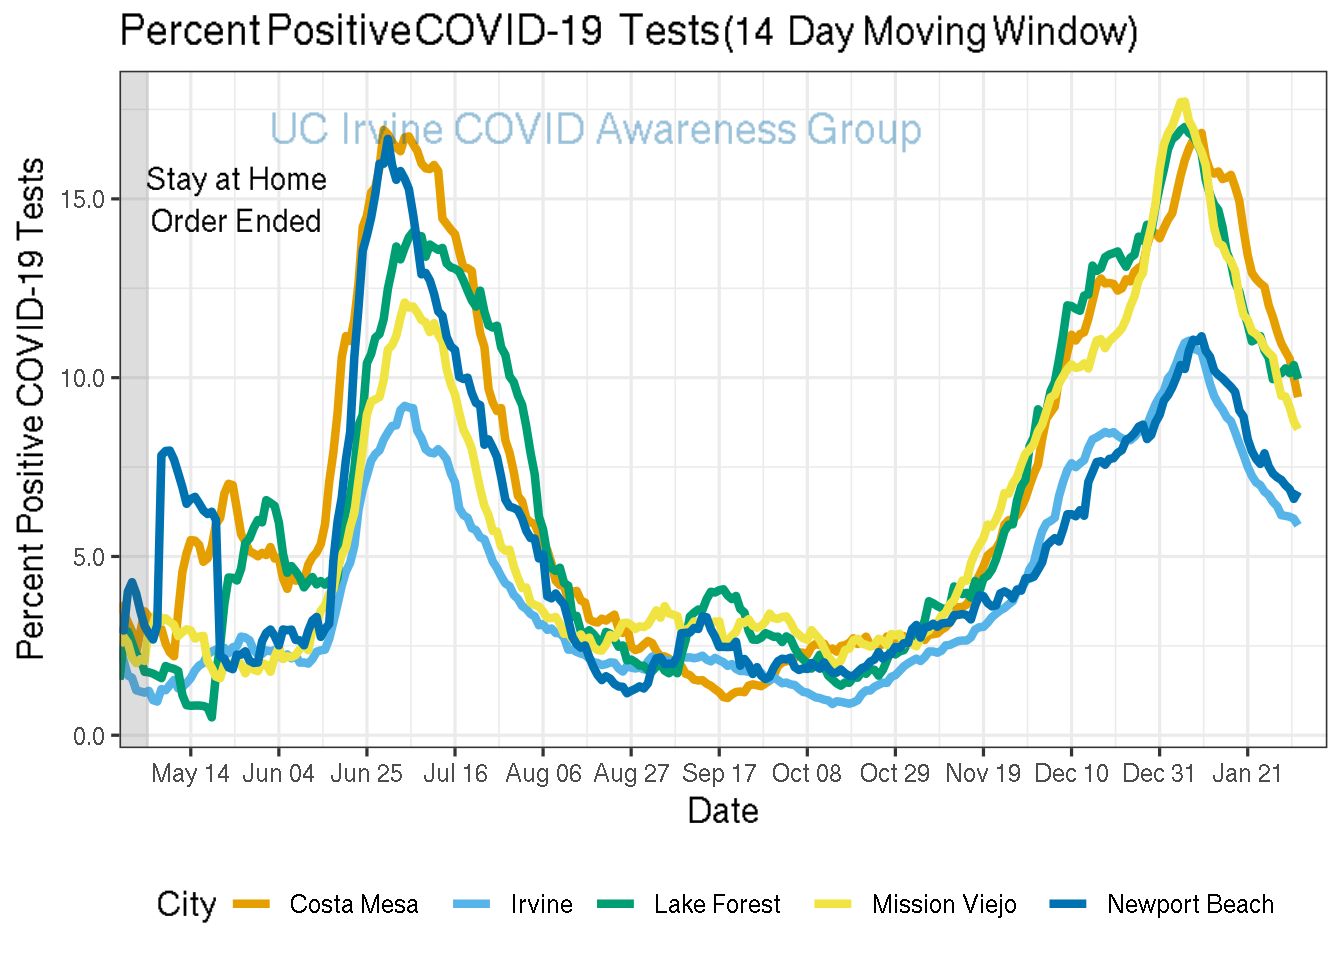 Percent Positive COVID-19 Tests (14 Day Moving Window)
UC Irvine COVID Awareness Group
Stay at Home
Order Ended
Percent Positive COVID-19 Tests
15.0
10.0
5.0
0.0
May 14 Jun 04 Jun 25 Jul 16 Aug 06 Aug 27 Sep 17 Oct 08 Oct 29 Nov 19 Dec 10 Dec 31 Jan 21
Date
City Costa Mesa Irvine Lake Forest Mission Viejo Newport Beach